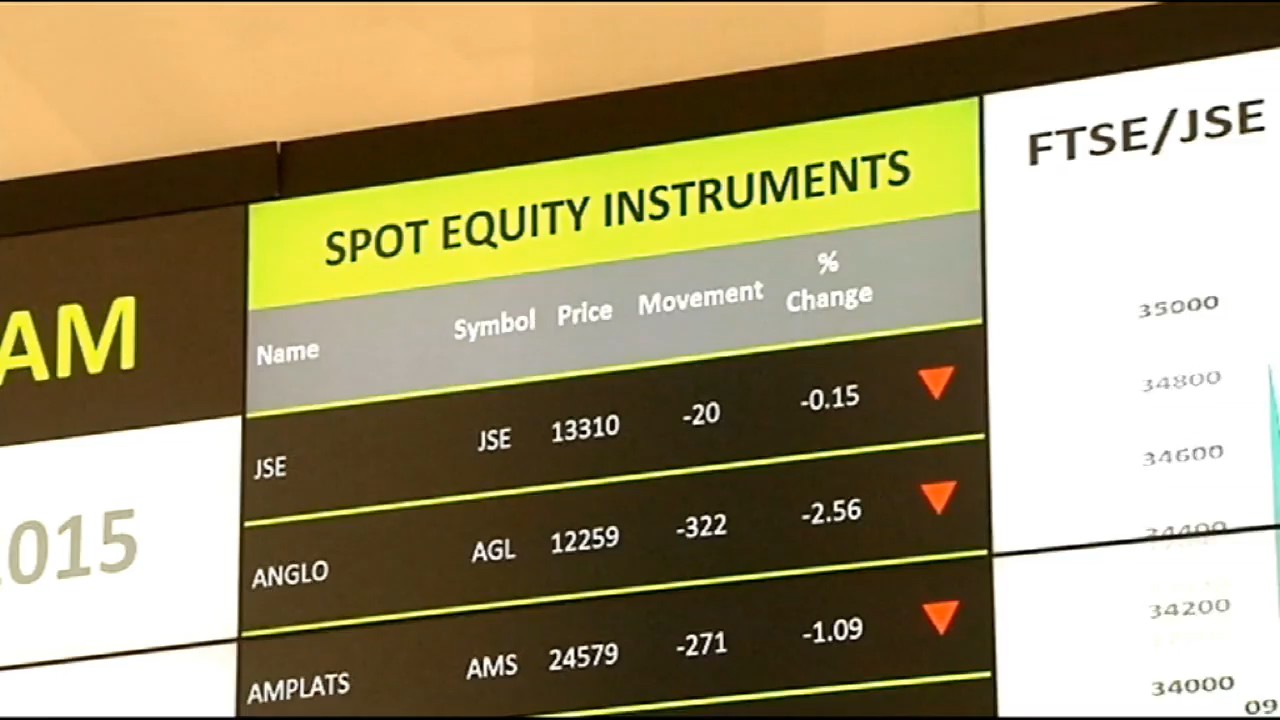 AM
015
SPOT EQUITY INSTRUMENTS
Name Symbol Price Movement % Change
JSE JSE 13310 -20 -0.15
ANGLO AGL 12259 -322 -2.56
AMPLATS AMS 24579 -271 -1.09
FTSE/JSE
35000
34800
34600
34400
34200
34000
09